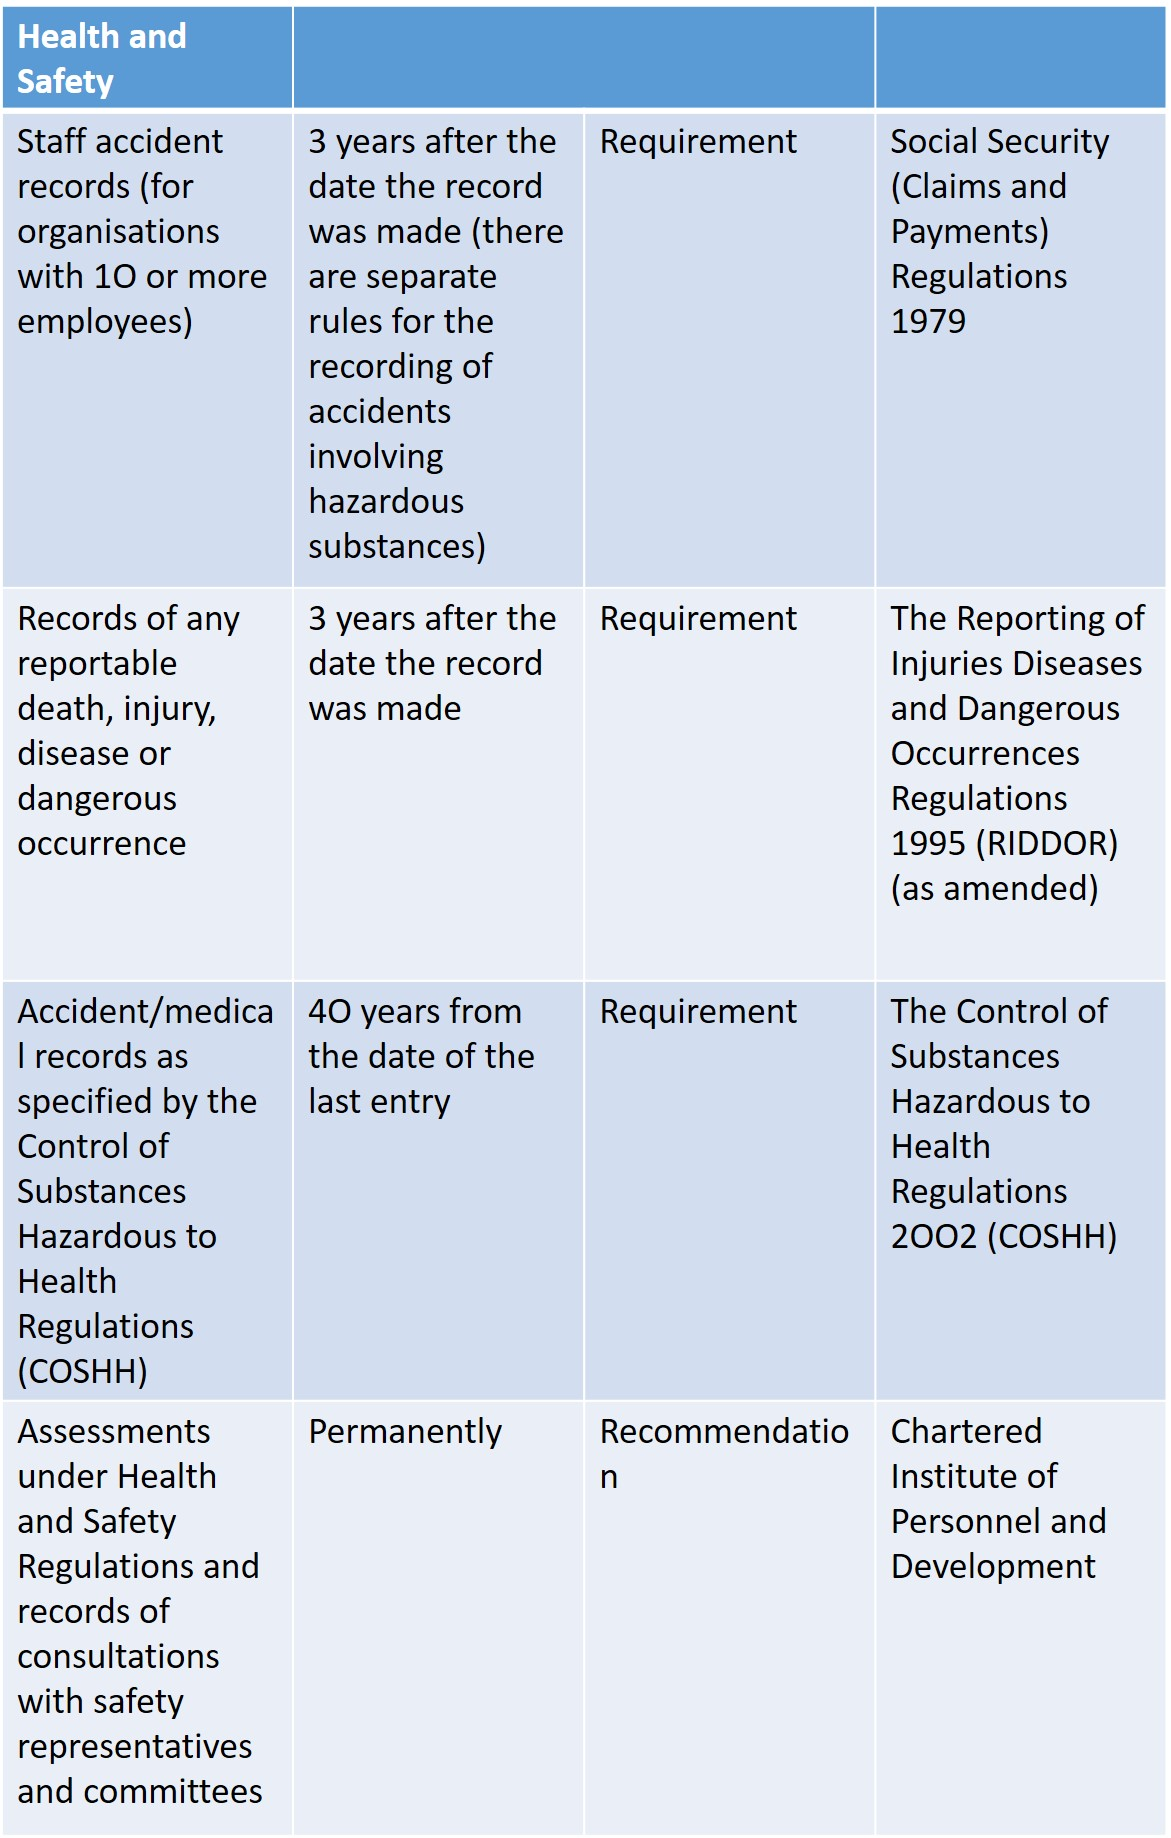 Health and
Safety
Staff accident
records (for
organisations
with 1O or more
employees)
3 years after the
date the record
was made (there
are separate
rules for the
recording of
accidents
involving
hazardous
substances)
Requirement
Social Security
(Claims and
Payments)
Regulations
1979
Records of any
reportable
death, injury,
disease or
dangerous
occurrence
3 years after the
date the record
was made
Requirement
The Reporting of
Injuries Diseases
and Dangerous
Occurrences
Regulations
1995 (RIDDOR)
(as amended)
Accident/medica
l records as
specified by the
Control of
Substances
Hazardous to
Health
Regulations
(COSHH)
4O years from
the date of the
last entry
Requirement
The Control of
Substances
Hazardous to
Health
Regulations
2OO2 (COSHH)
Assessments
under Health
and Safety
Regulations and
records of
consultations
with safety
representatives
and committees
Permanently
Recommendatio
n
Chartered
Institute of
Personnel and
Development